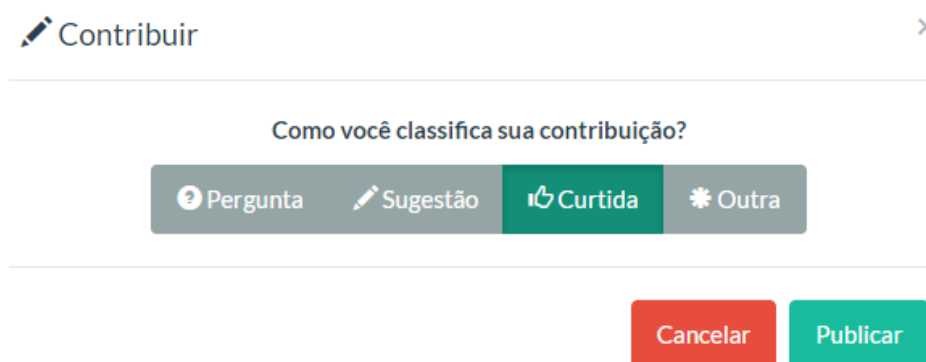 Contribuir
Como você classifica sua contribuição?
Pergunta Sugestão Curtida Outra
Cancelar Publicar